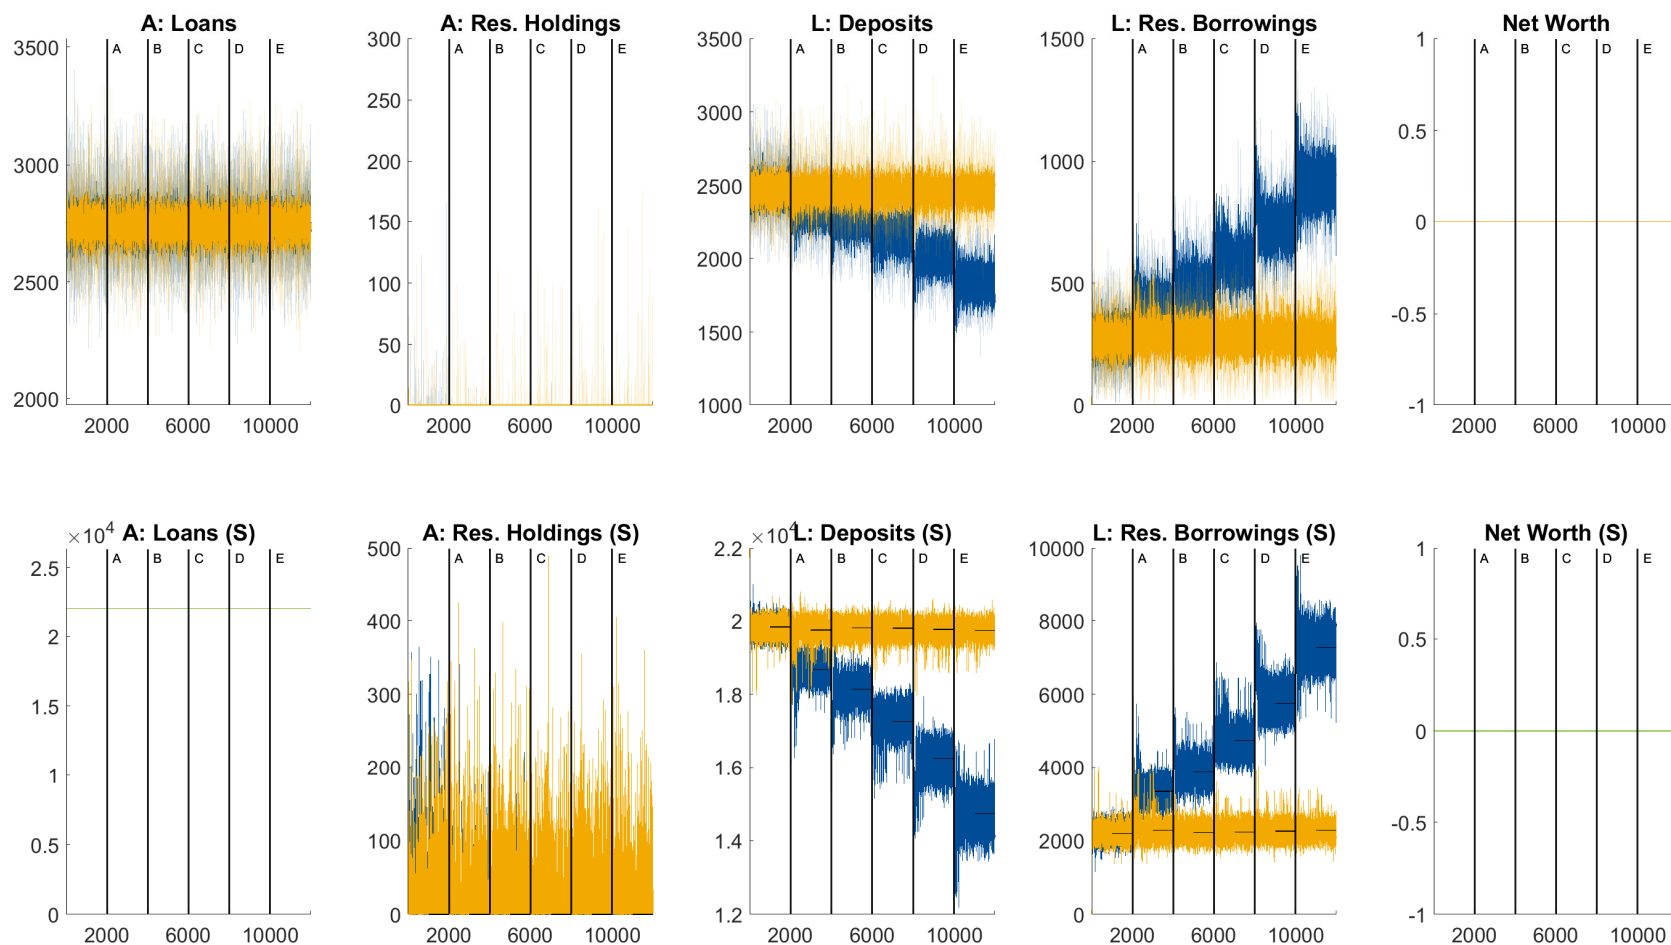 A: Loans
3500
3000
2500
2000
A B C D E
2000 6000 10000
A: Res. Holdings
300
250
200
150
100
50
0
A B C D E
2000 6000 10000
L: Deposits
3500
3000
2500
2000
1500
1000
A B C D E
2000 6000 10000
L: Res. Borrowings
1500
1000
500
0
A B C D E
2000 6000 10000
Net Worth
1
0.5
0
-0.5
-1
A B C D E
2000 6000 10000
A: Loans (S)
×10⁴
2.5
2
1.5
1
0.5
0
A B C D E
2000 6000 10000
A: Res. Holdings (S)
500
400
300
200
100
0
A B C D E
2000 6000 10000
L: Deposits (S)
×10⁴
2.2
2
1.8
1.6
1.4
1.2
A B C D E
2000 6000 10000
L: Res. Borrowings (S)
10000
8000
6000
4000
2000
0
A B C D E
2000 6000 10000
Net Worth (S)
1
0.5
0
-0.5
-1
A B C D E
2000 6000 10000